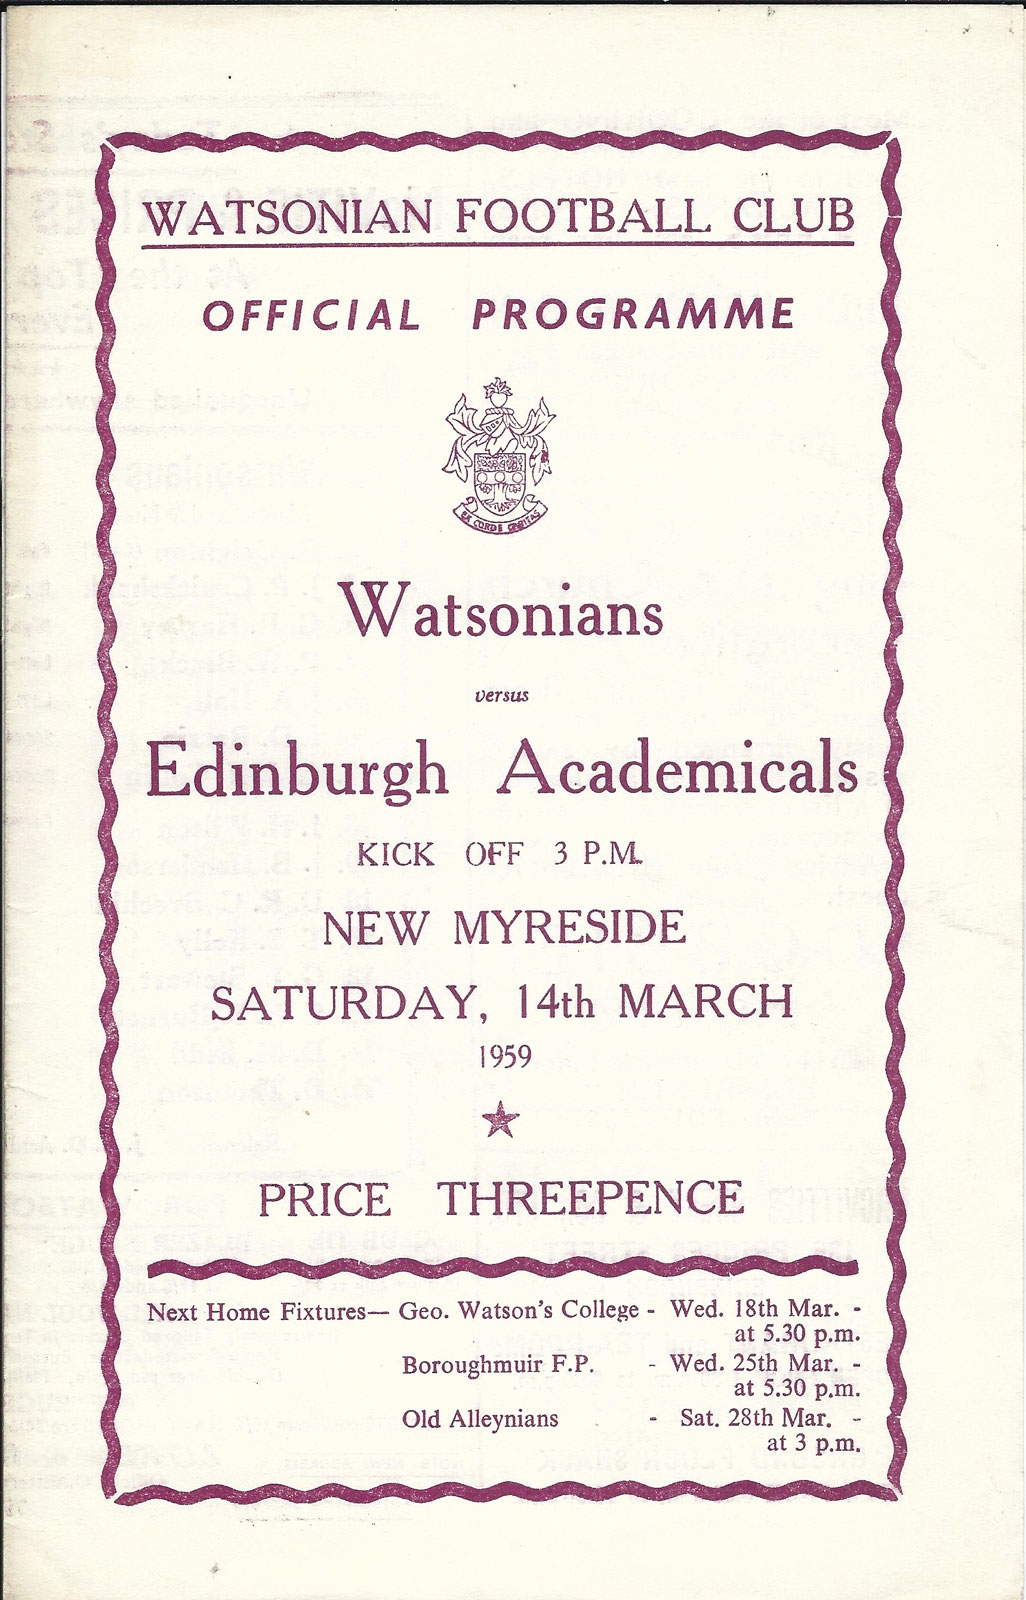 WATSONIAN FOOTBALL CLUB
OFFICIAL PROGRAMME
EX CORDE CARITAS
Watsonians
versus
Edinburgh Academicals
KICK OFF 3 P.M.
NEW MYRESIDE
SATURDAY, 14th MARCH
1959
PRICE THREEPENCE
Next Home Fixtures— Geo. Watson's College - Wed. 18th Mar. -
at 5.30 p.m.
Boroughmuir F.P. - Wed. 25th Mar. -
at 5.30 p.m.
Old Alleynians - Sat. 28th Mar. -
at 3 p.m.